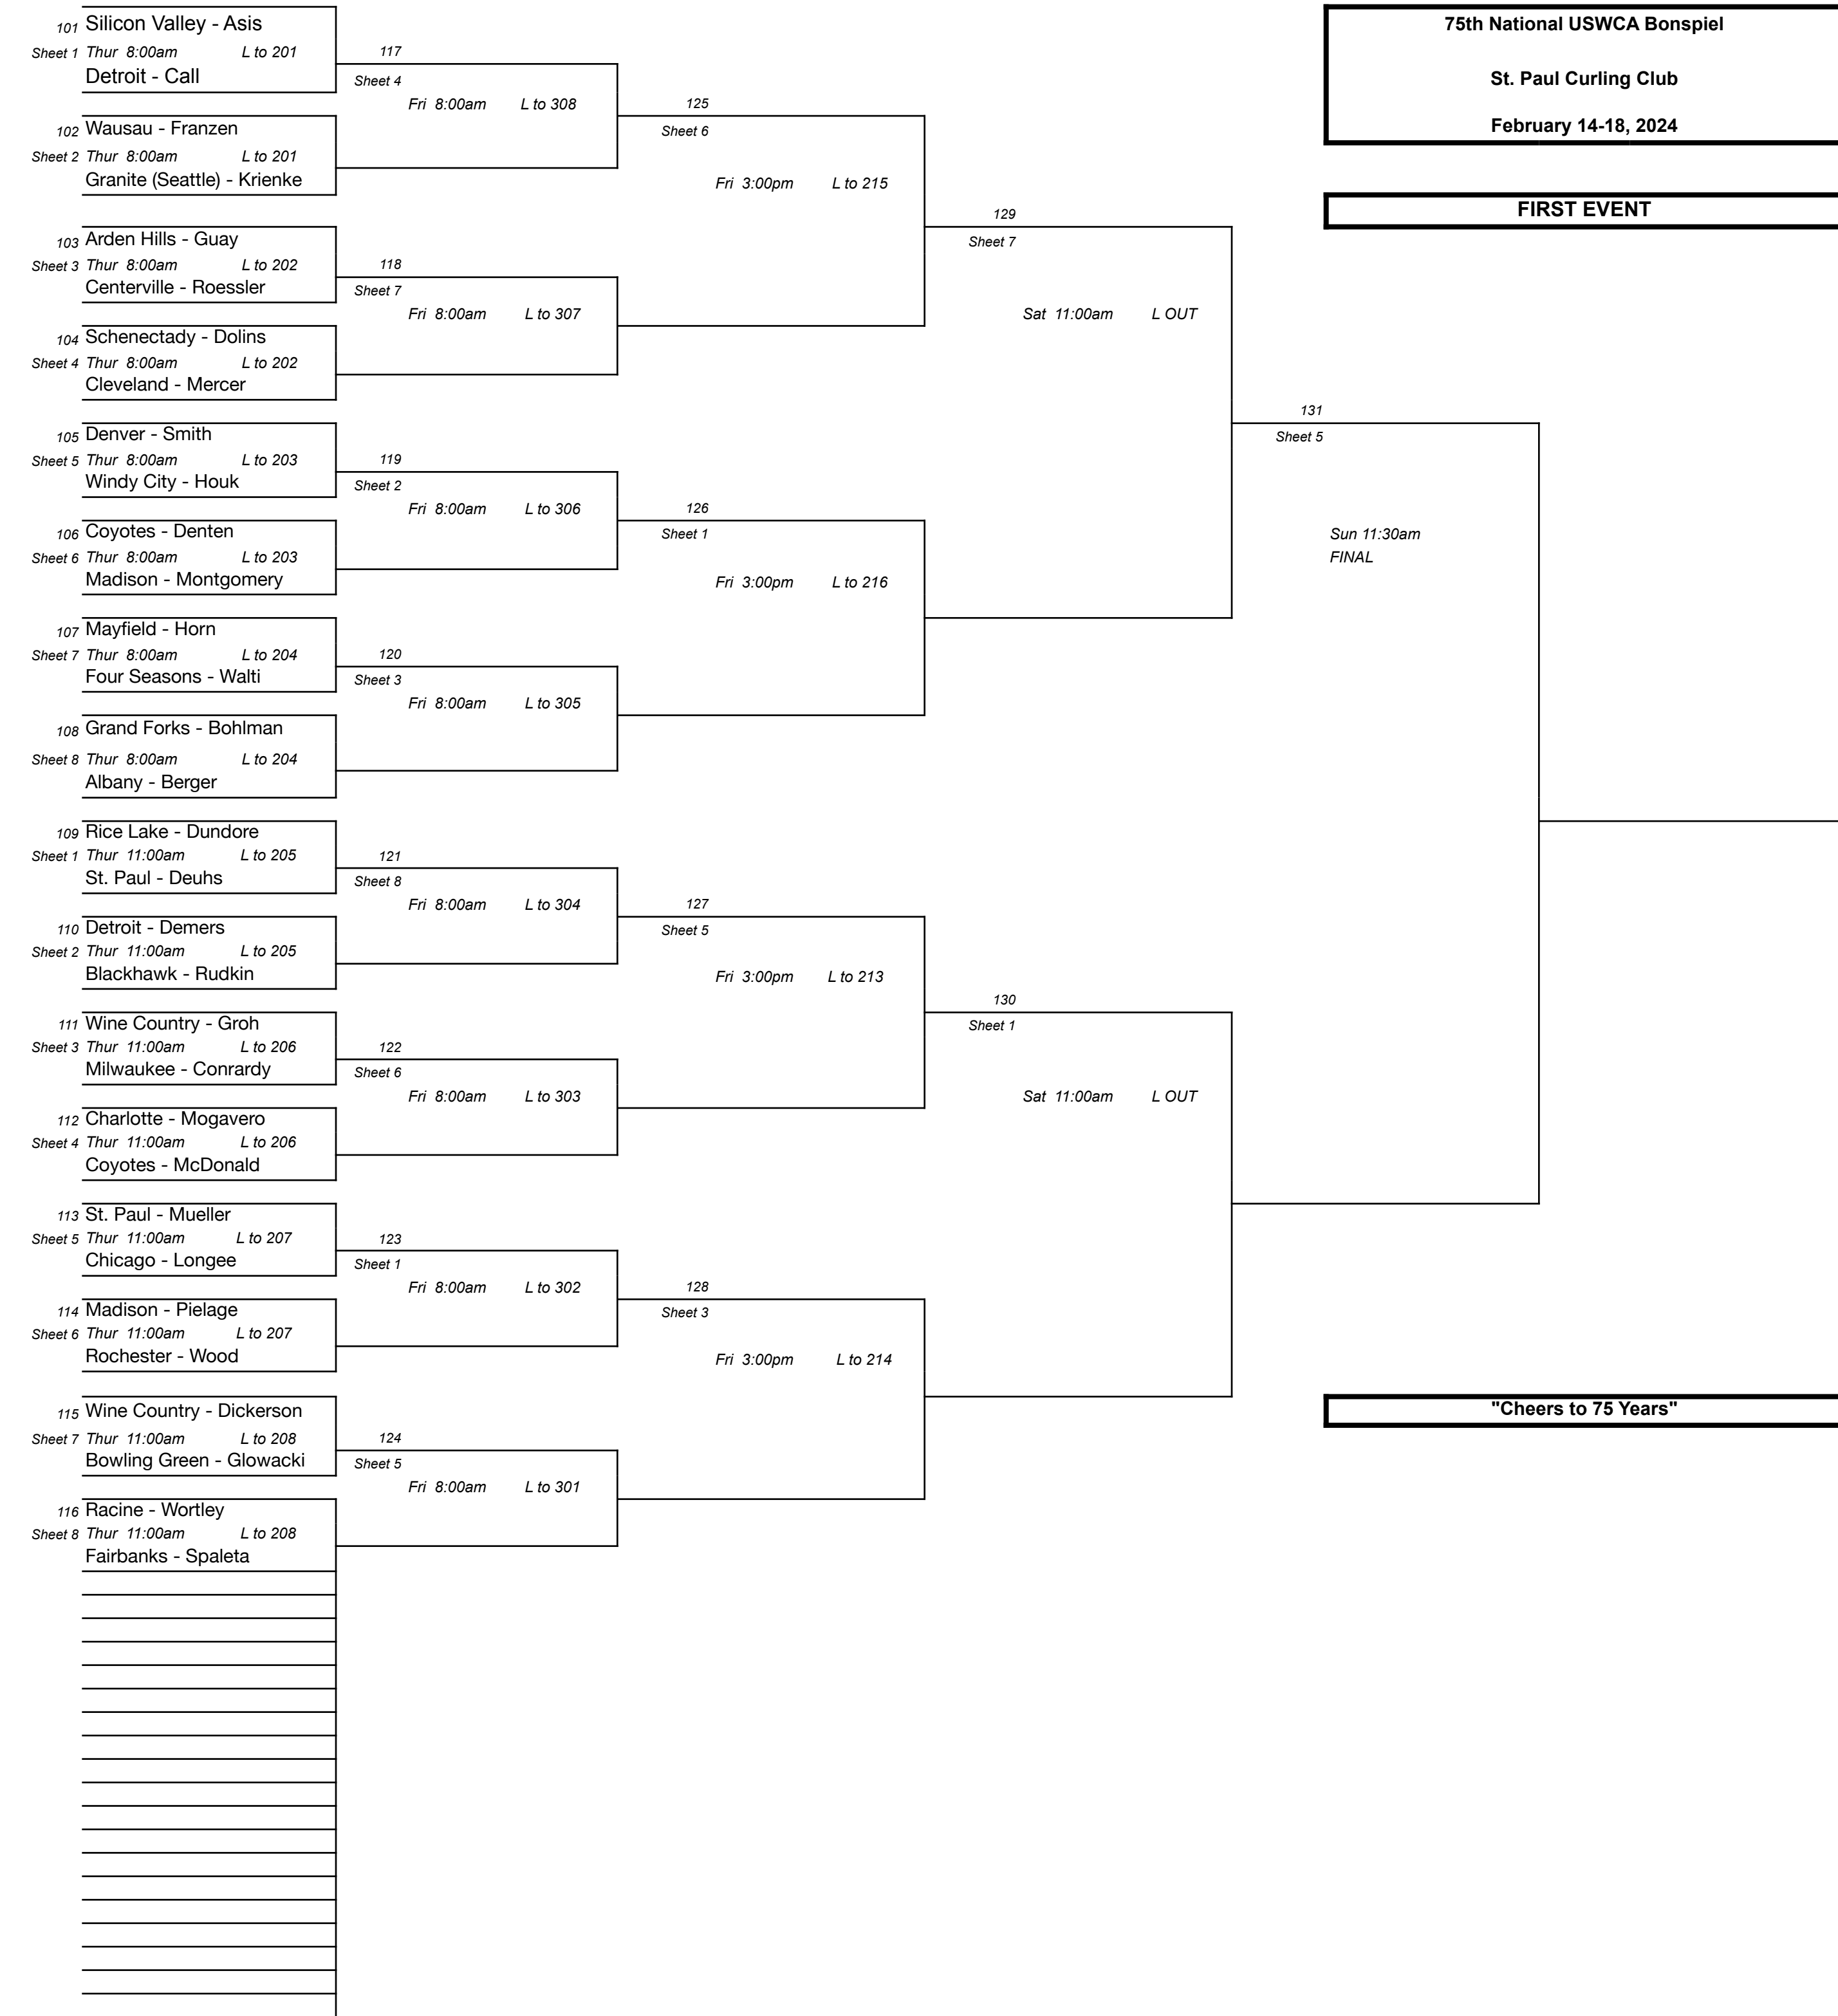 101 Silicon Valley - Asis
Sheet 1 Thur 8:00am L to 201
Detroit - Call
102 Wausau - Franzen
Sheet 2 Thur 8:00am L to 201
Granite (Seattle) - Krienke
103 Arden Hills - Guay
Sheet 3 Thur 8:00am L to 202
Centerville - Roessler
104 Schenectady - Dolins
Sheet 4 Thur 8:00am L to 202
Cleveland - Mercer
105 Denver - Smith
Sheet 5 Thur 8:00am L to 203
Windy City - Houk
106 Coyotes - Denten
Sheet 6 Thur 8:00am L to 203
Madison - Montgomery
107 Mayfield - Horn
Sheet 7 Thur 8:00am L to 204
Four Seasons - Walti
108 Grand Forks - Bohlman
Sheet 8 Thur 8:00am L to 204
Albany - Berger
109 Rice Lake - Dundore
Sheet 1 Thur 11:00am L to 205
St. Paul - Deuhs
110 Detroit - Demers
Sheet 2 Thur 11:00am L to 205
Blackhawk - Rudkin
111 Wine Country - Groh
Sheet 3 Thur 11:00am L to 206
Milwaukee - Conrardy
112 Charlotte - Mogavero
Sheet 4 Thur 11:00am L to 206
Coyotes - McDonald
113 St. Paul - Mueller
Sheet 5 Thur 11:00am L to 207
Chicago - Longee
114 Madison - Pielage
Sheet 6 Thur 11:00am L to 207
Rochester - Wood
115 Wine Country - Dickerson
Sheet 7 Thur 11:00am L to 208
Bowling Green - Glowacki
116 Racine - Wortley
Sheet 8 Thur 11:00am L to 208
Fairbanks - Spaleta
117
Sheet 4
Fri 8:00am L to 308
118
Sheet 7
Fri 8:00am L to 307
119
Sheet 2
Fri 8:00am L to 306
120
Sheet 3
Fri 8:00am L to 305
121
Sheet 8
Fri 8:00am L to 304
122
Sheet 6
Fri 8:00am L to 303
123
Sheet 1
Fri 8:00am L to 302
124
Sheet 5
Fri 8:00am L to 301
125
Sheet 6
Fri 3:00pm L to 215
126
Sheet 1
Fri 3:00pm L to 216
127
Sheet 5
Fri 3:00pm L to 213
128
Sheet 3
Fri 3:00pm L to 214
129
Sheet 7
Sat 11:00am L OUT
130
Sheet 1
Sat 11:00am L OUT
131
Sheet 5
Sun 11:30am
FINAL
75th National USWCA Bonspiel
St. Paul Curling Club
February 14-18, 2024
FIRST EVENT
"Cheers to 75 Years"